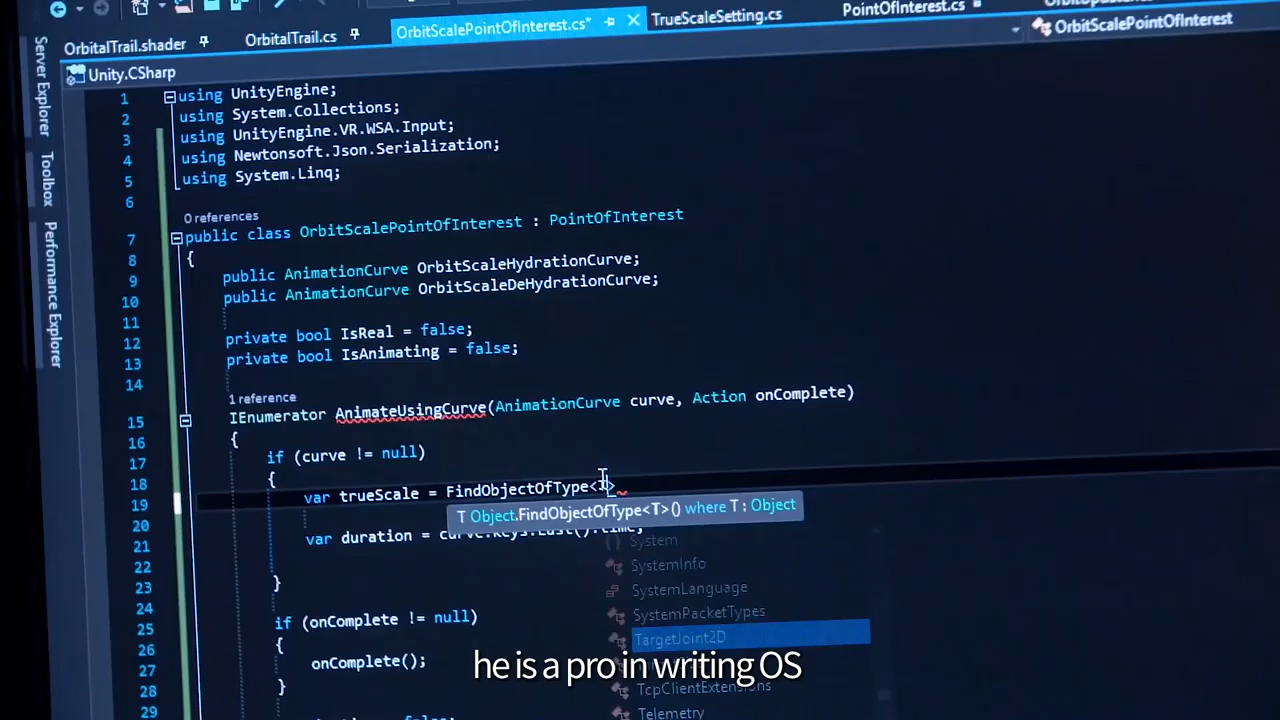 OrbitalTrail.shader
OrbitalTrail.cs
OrbitScalePointOfInterest.cs*
TrueScaleSetting.cs
PointOfInterest.cs
Unity.CSharp
OrbitScalePointOfInterest
Server Explorer
Toolbox
Performance Explorer
1 using UnityEngine;
2 using System.Collections;
3 using UnityEngine.VR.WSA.Input;
4 using Newtonsoft.Json.Serialization;
5 using System.Linq;
6
0 references
7 public class OrbitScalePointOfInterest : PointOfInterest
8 {
9 public AnimationCurve OrbitScaleHydrationCurve;
10 public AnimationCurve OrbitScaleDeHydrationCurve;
11
12 private bool IsReal = false;
13 private bool IsAnimating = false;
14
1 reference
15 IEnumerator AnimateUsingCurve(AnimationCurve curve, Action onComplete)
16 {
17 if (curve != null)
18 {
19 var trueScale = FindObjectOfType<T>
T Object.FindObjectOfType<T>() where T : Object
20
21 var duration = curve.keys.Last().time;
22
23 }
24
25 if (onComplete != null)
26 {
27 onComplete();
28 }
29
{} System
SystemInfo
SystemLanguage
SystemPacketTypes
TargetJoint2D
TcpClientExtensions
Telemetry
he is a pro in writing OS